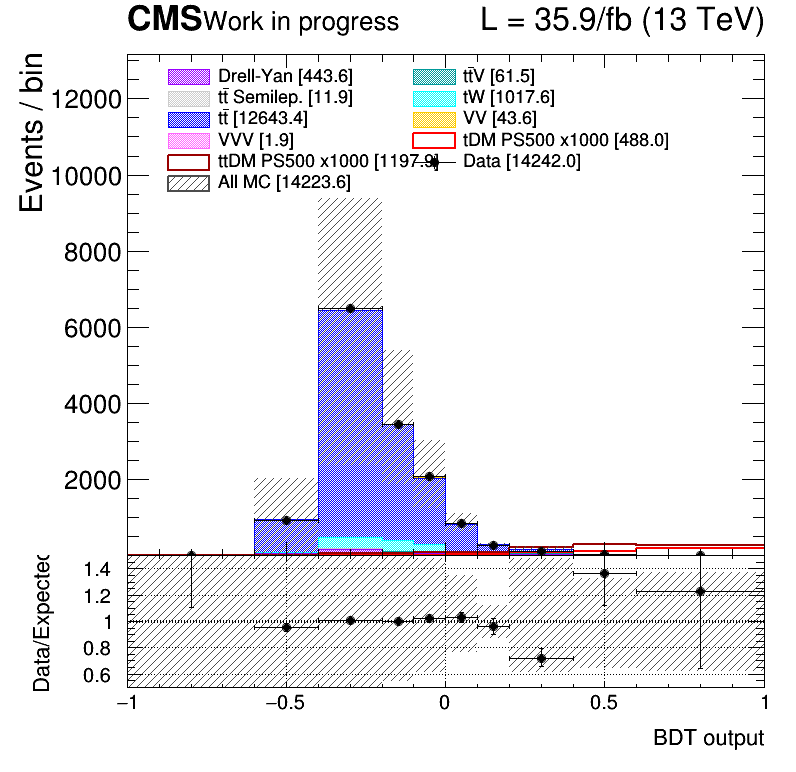 CMS Work in progress L = 35.9/fb (13 TeV)
Events / bin
12000
10000
8000
6000
4000
2000
Drell-Yan [443.6]
tt̄ Semilep. [11.9]
tt̄ [12643.4]
VVV [1.9]
ttDM PS500 x1000 [1197.9]
All MC [14223.6]
tt̄V [61.5]
tW [1017.6]
VV [43.6]
tDM PS500 x1000 [488.0]
Data [14242.0]
Data/Expected
1.4
1.2
1
0.8
0.6
−1 −0.5 0 0.5 1
BDT output